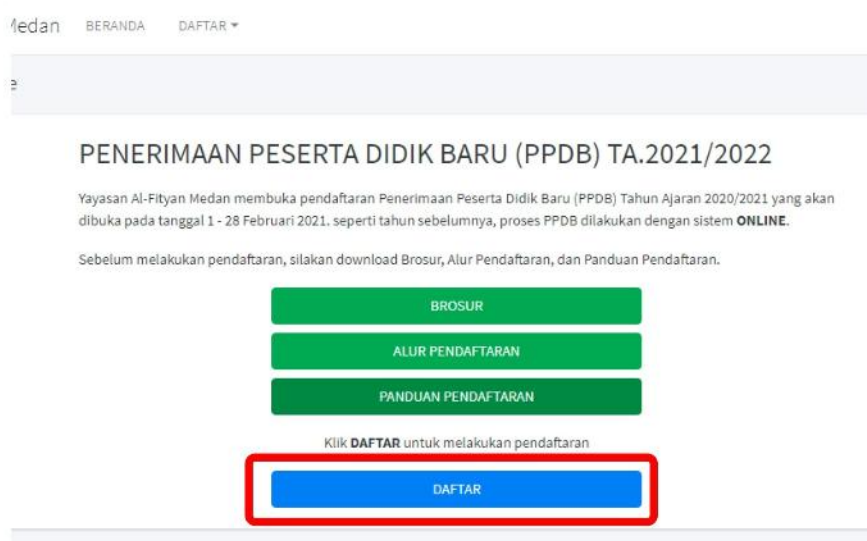 Medan BERANDA DAFTAR
PENERIMAAN PESERTA DIDIK BARU (PPDB) TA.2021/2022
Yayasan Al-Fityan Medan membuka pendaftaran Penerimaan Peserta Didik Baru (PPDB) Tahun Ajaran 2020/2021 yang akan
dibuka pada tanggal 1 - 28 Februari 2021. seperti tahun sebelumnya, proses PPDB dilakukan dengan sistem ONLINE.
Sebelum melakukan pendaftaran, silakan download Brosur, Alur Pendaftaran, dan Panduan Pendaftaran.
BROSUR
ALUR PENDAFTARAN
PANDUAN PENDAFTARAN
Klik DAFTAR untuk melakukan pendaftaran
DAFTAR